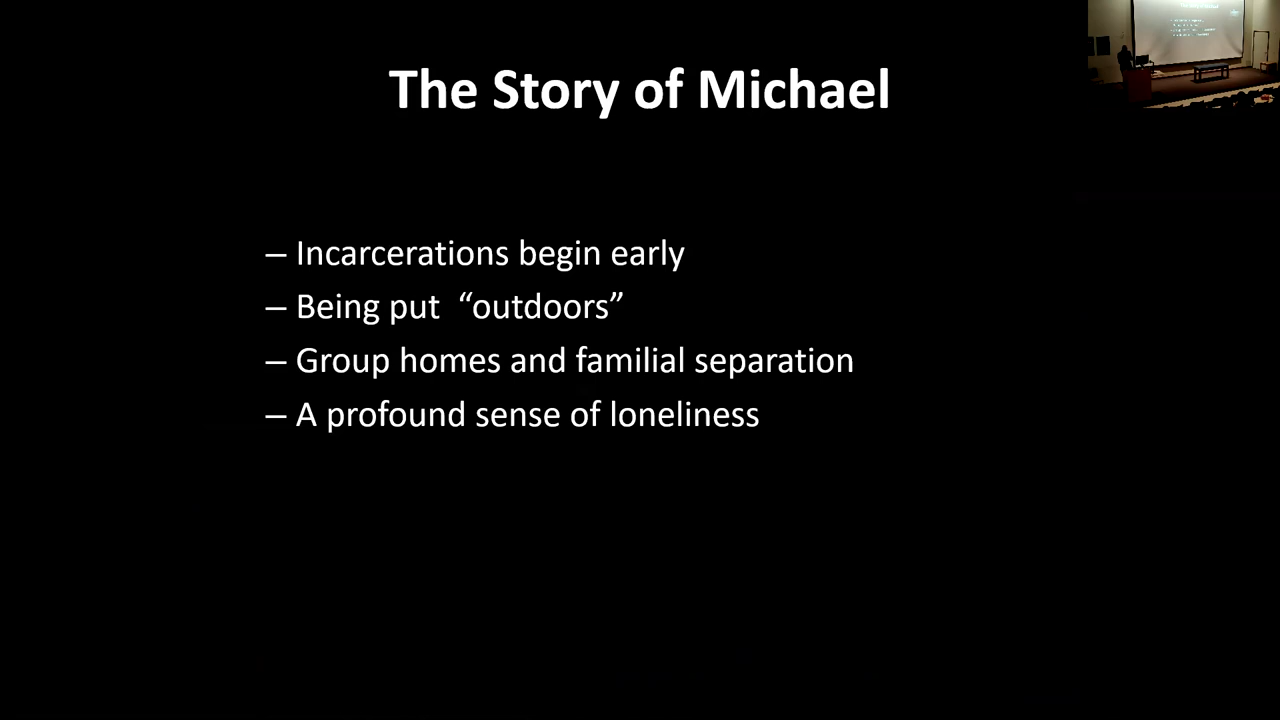 The Story of Michael
– Incarcerations begin early
– Being put “outdoors”
– Group homes and familial separation
– A profound sense of loneliness